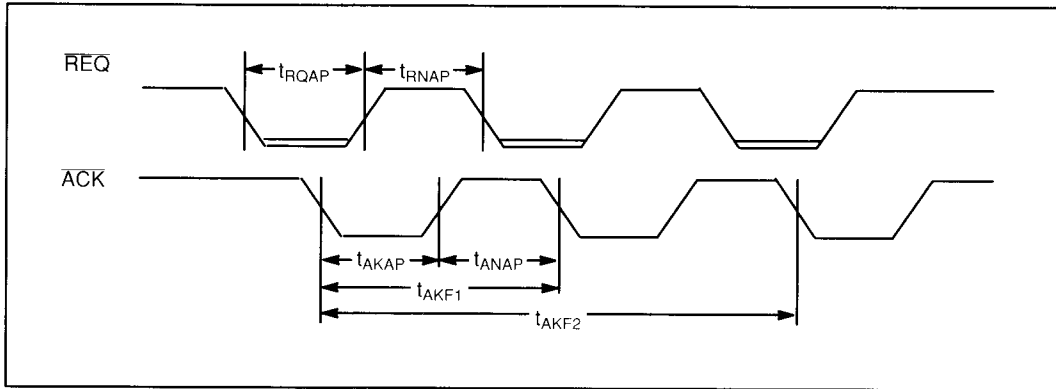 REQ
tRQAP tRNAP
ACK
tAKAP tANAP
tAKF1
tAKF2